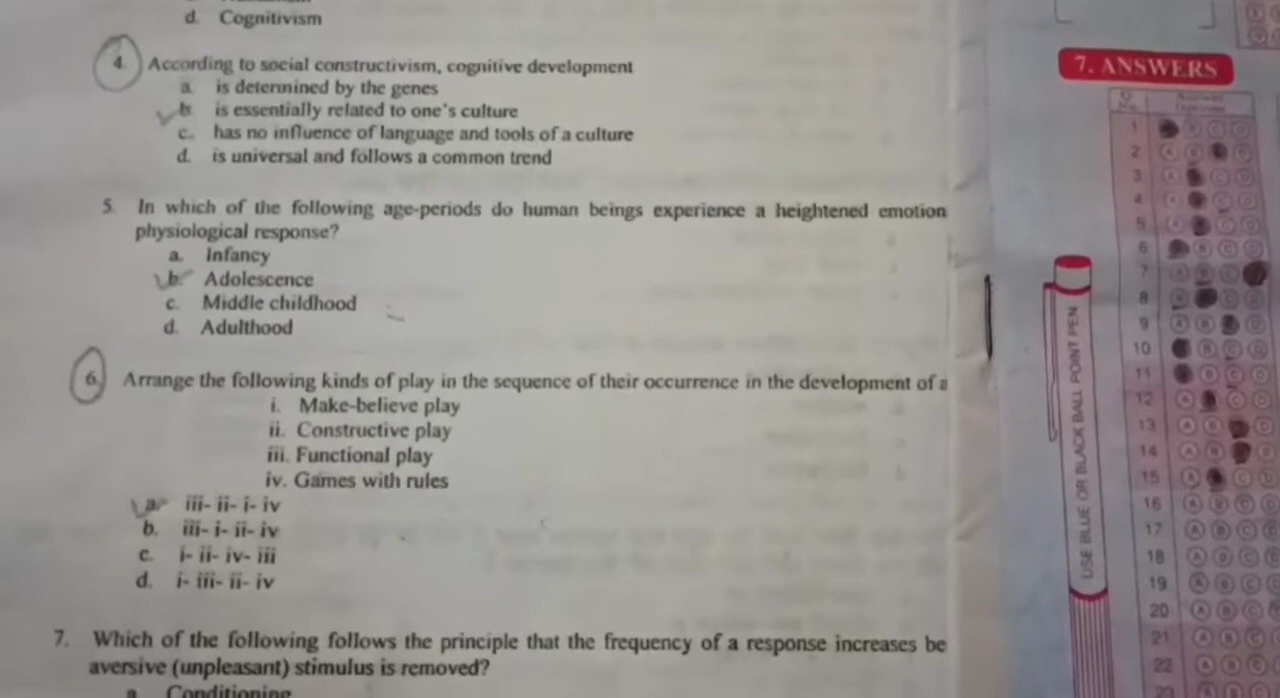 d. Cognitivism
4. According to social constructivism, cognitive development
a. is determined by the genes
b. is essentially related to one's culture
c. has no influence of language and tools of a culture
d. is universal and follows a common trend
5. In which of the following age-periods do human beings experience a heightened emotion
physiological response?
a. Infancy
b. Adolescence
c. Middle childhood
d. Adulthood
6. Arrange the following kinds of play in the sequence of their occurrence in the development of a
i. Make-believe play
ii. Constructive play
iii. Functional play
iv. Games with rules
a. iii- ii- i- iv
b. iii- i- ii- iv
c. i- ii- iv- iii
d. i- iii- ii- iv
7. Which of the following follows the principle that the frequency of a response increases be
aversive (unpleasant) stimulus is removed?
a. Conditioning
7. ANSWERS
1
2
3
4
5
6
7
8
9
10
11
12
13
14
15
16
17
18
19
20
21
22
USE BLUE OR BLACK BALL POINT PEN